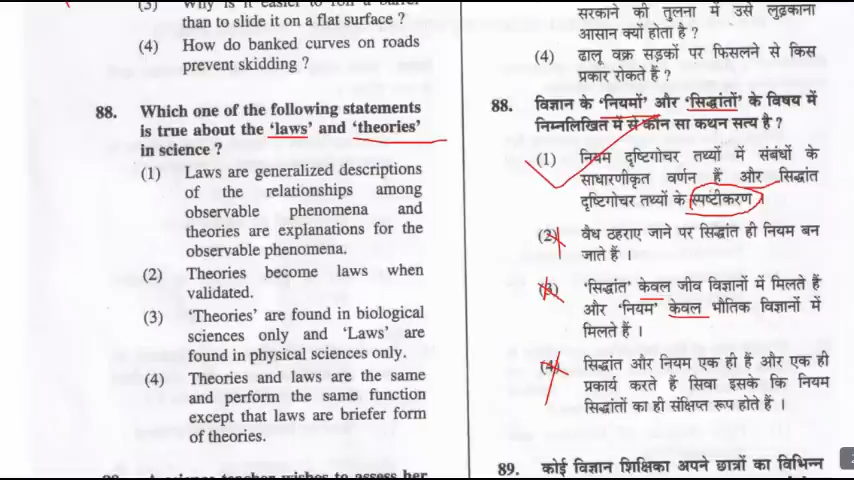 than to slide it on a flat surface ?
(4) How do banked curves on roads
prevent skidding ?
88. Which one of the following statements
is true about the 'laws' and 'theories'
in science ?
(1) Laws are generalized descriptions
of the relationships among
observable phenomena and
theories are explanations for the
observable phenomena.
(2) Theories become laws when
validated.
(3) 'Theories' are found in biological
sciences only and 'Laws' are
found in physical sciences only.
(4) Theories and laws are the same
and perform the same function
except that laws are briefer form
of theories.
सरकाने की तुलना में उसे लुढ़काना
आसान क्यों होता है ?
(4) ढालू वक्र सड़कों पर फिसलने से किस
प्रकार रोकते हैं ?
88. विज्ञान के 'नियमों' और 'सिद्धांतों' के विषय में
निम्नलिखित में से कौन सा कथन सत्य है ?
(1) नियम दृष्टिगोचर तथ्यों में संबंधों के
साधारणीकृत वर्णन हैं और सिद्धांत
दृष्टिगोचर तथ्यों के स्पष्टीकरण ।
(2) वैध ठहराए जाने पर सिद्धांत ही नियम बन
जाते हैं ।
(3) 'सिद्धांत' केवल जीव विज्ञानों में मिलते हैं
और 'नियम' केवल भौतिक विज्ञानों में
मिलते हैं ।
(4) सिद्धांत और नियम एक ही हैं और एक ही
प्रकार्य करते हैं सिवा इसके कि नियम
सिद्धांतों का ही संक्षिप्त रूप होते हैं ।
89. कोई विज्ञान शिक्षिका अपने छात्रों का विभिन्न